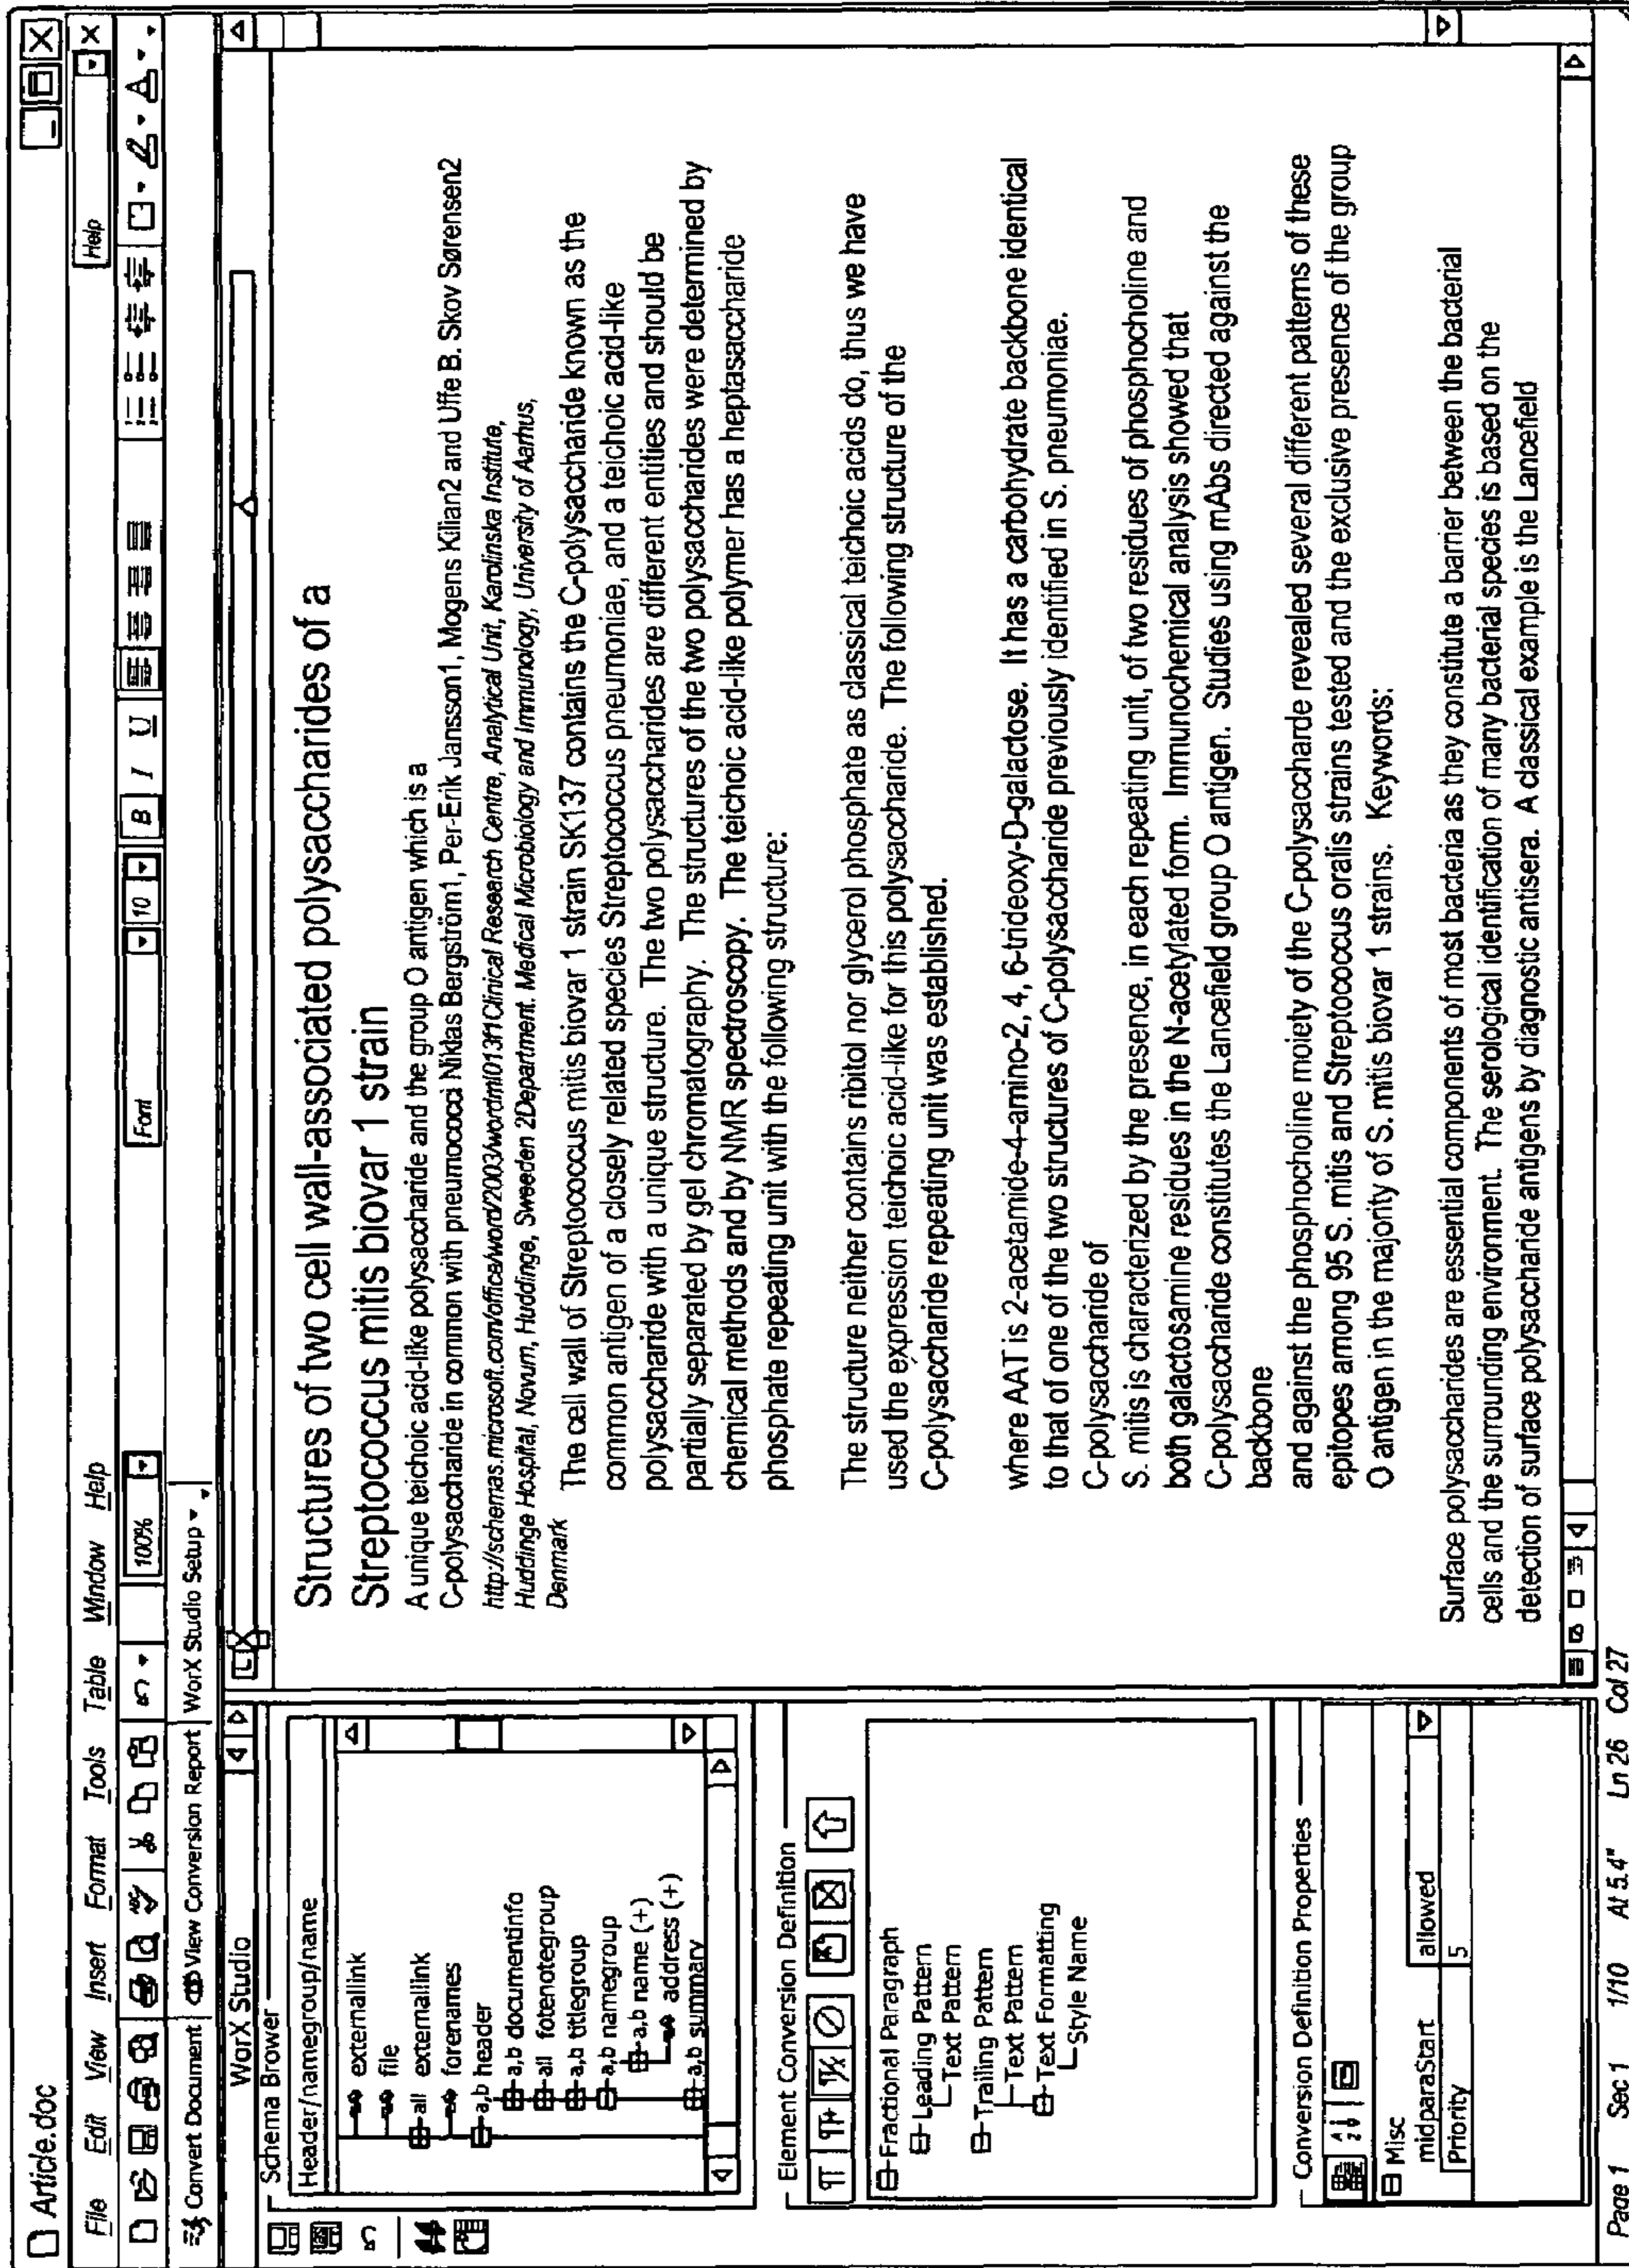 Article.doc
File Edit View Insert Format Tools Table Window Help
Help
100%
Font
10
B I U
Convert Document View Conversion Report WorX Studio Setup
WorX Studio
Schema Brower
Header/namegroup/name
externallink
file
all externallink
forenames
a,b header
a,b documentinfo
all fotenotegroup
a,b titlegroup
a,b namegroup
a,b name (+)
address (+)
a,b summary
Element Conversion Definition
Fractional Paragraph
Leading Pattern
Text Pattern
Trailing Pattern
Text Pattern
Text Formatting
Style Name
Conversion Definition Properties
Misc
midparaStart allowed
Priority 5
Structures of two cell wall-associated polysaccharides of a
Streptococcus mitis biovar 1 strain
A unique teichoic acid-like polysaccharide and the group O antigen which is a
C-polysaccharide in common with pneumococci Niklas Bergström1, Per-Erik Jansson1, Mogens Kilian2 and Uffe B. Skov Sørensen2
http://schemas.microsoft.com/office/word/2003/wordml013f1Clinical Research Centre, Analytical Unit, Karolinska Institute,
Huddinge Hospital, Novum, Huddinge, Sweeden 2Department. Medical Microbiology and Immunology, University of Aarhus,
Denmark
The cell wall of Streptococcus mitis biovar 1 strain SK137 contains the C-polysaccharide known as the
common antigen of a closely related species Streptococcus pneumoniae, and a teichoic acid-like
polysaccharide with a unique structure. The two polysaccharides are different entities and should be
partially separated by gel chromatography. The structures of the two polysaccharides were determined by
chemical methods and by NMR spectroscopy. The teichoic acid-like polymer has a heptasaccharide
phosphate repeating unit with the following structure:
The structure neither contains ribitol nor glycerol phosphate as classical teichoic acids do, thus we have
used the expression teichoic acid-like for this polysaccharide. The following structure of the
C-polysaccharide repeating unit was established.
where AAT is 2-acetamide-4-amino-2, 4, 6-trideoxy-D-galactose. It has a carbohydrate backbone identical
to that of one of the two structures of C-polysaccharide previously identified in S. pneumoniae.
C-polysaccharide of
S. mitis is characterized by the presence, in each repeating unit, of two residues of phosphocholine and
both galactosamine residues in the N-acetylated form. Immunochemical analysis showed that
C-polysaccharide constitutes the Lancefield group O antigen. Studies using mAbs directed against the
backbone
and against the phosphocholine moiety of the C-polysaccharde revealed several different patterns of these
epitopes among 95 S. mitis and Streptococcus oralis strains tested and the exclusive presence of the group
O antigen in the majority of S. mitis biovar 1 strains. Keywords:
Surface polysaccharides are essential components of most bacteria as they constitute a barrier between the bacterial
cells and the surrounding environment. The serological identification of many bacterial species is based on the
detection of surface polysaccharide antigens by diagnostic antisera. A classical example is the Lancefield
Page 1 Sec 1 1/10 At 5.4" Ln 26 Col 27